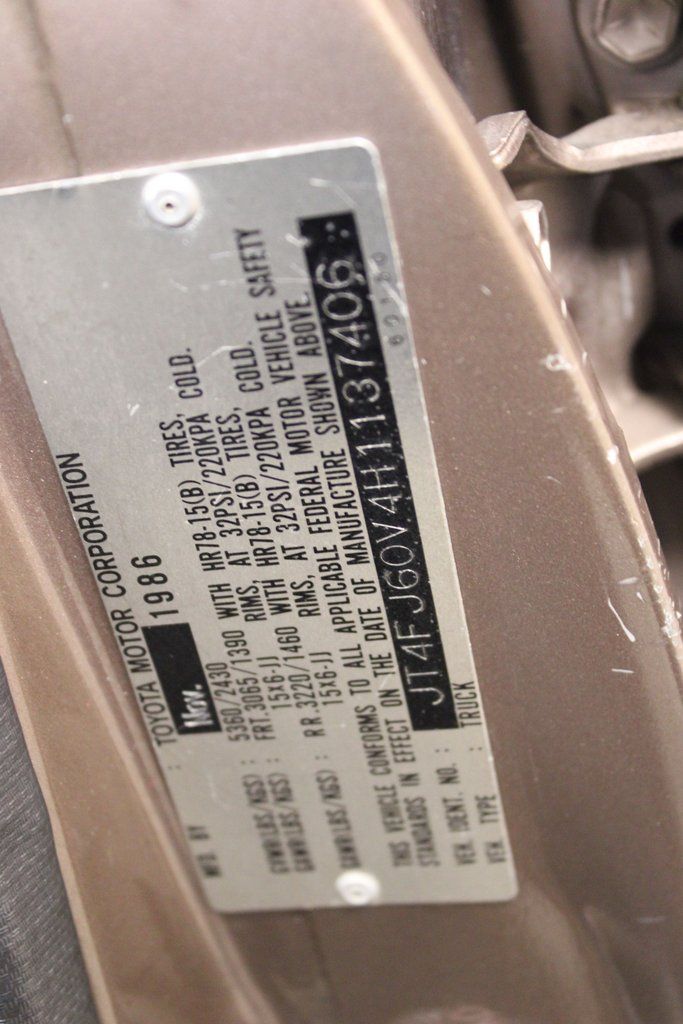 MFD. BY : TOYOTA MOTOR CORPORATION
Nov. 1986
GVWR(LBS/KGS) : 5360/2430 WITH HR78-15(B) TIRES,
GAWR(LBS/KGS) : FRT.3065/1390 RIMS, AT 32PSI/220KPA COLD.
15x6-JJ WITH HR78-15(B) TIRES,
GAWR(LBS/KGS) : RR.3220/1460 RIMS, AT 32PSI/220KPA COLD.
15x6-JJ
THIS VEHICLE CONFORMS TO ALL APPLICABLE FEDERAL MOTOR VEHICLE SAFETY
STANDARDS IN EFFECT ON THE DATE OF MANUFACTURE SHOWN ABOVE.
VEH. IDENT. NO. : JT4FJ60V4H1137406
VEH. TYPE : TRUCK